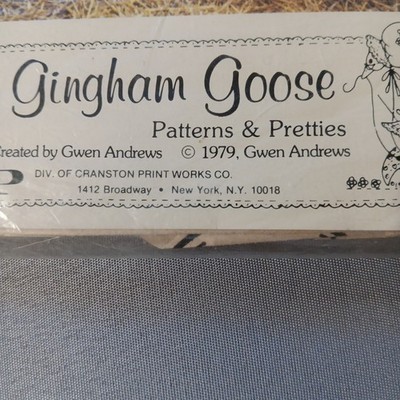 Gingham Goose
Patterns & Pretties
Created by Gwen Andrews © 1979, Gwen Andrews
DIV. OF CRANSTON PRINT WORKS CO.
1412 Broadway • New York, N.Y. 10018